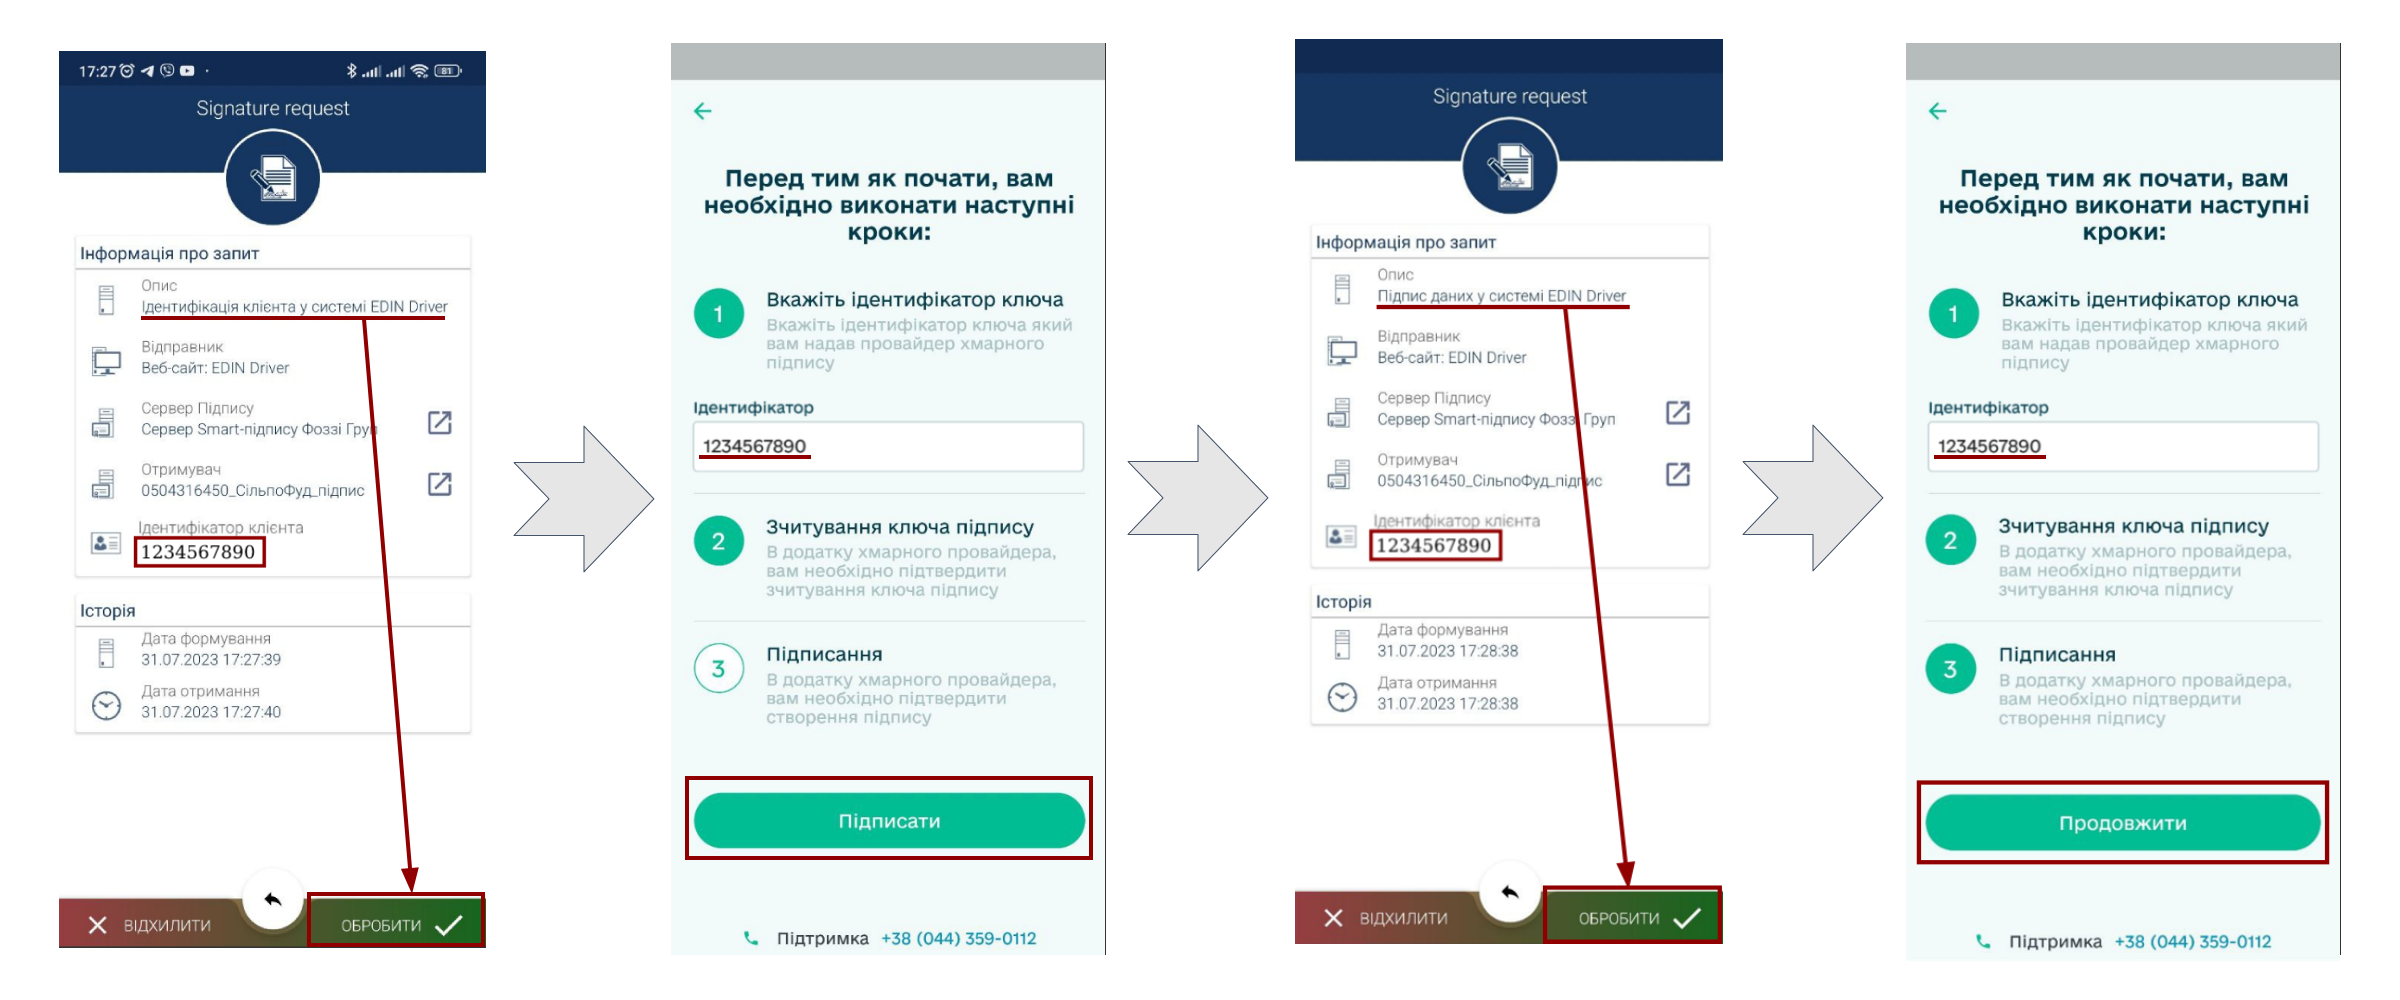 17:27
81
Signature request
Інформація про запит
Опис
Ідентифікація клієнта у системі EDIN Driver
Відправник
Веб-сайт: EDIN Driver
Сервер Підпису
Сервер Smart-підпису Фоззі Груп
Отримувач
0504316450_СільпоФуд_підпис
Ідентифікатор клієнта
1234567890
Історія
Дата формування
31.07.2023 17:27:39
Дата отримання
31.07.2023 17:27:40
ВІДХИЛИТИ
ОБРОБИТИ
Перед тим як почати, вам
необхідно виконати наступні
кроки:
1
Вкажіть ідентифікатор ключа
Вкажіть ідентифікатор ключа який
вам надав провайдер хмарного
підпису
Ідентифікатор
1234567890
2
Зчитування ключа підпису
В додатку хмарного провайдера,
вам необхідно підтвердити
зчитування ключа підпису
3
Підписання
В додатку хмарного провайдера,
вам необхідно підтвердити
створення підпису
Підписати
Підтримка +38 (044) 359-0112
Signature request
Інформація про запит
Опис
Підпис даних у системі EDIN Driver
Відправник
Веб-сайт: EDIN Driver
Сервер Підпису
Сервер Smart-підпису Фоззі Груп
Отримувач
0504316450_СільпоФуд_підпис
Ідентифікатор клієнта
1234567890
Історія
Дата формування
31.07.2023 17:28:38
Дата отримання
31.07.2023 17:28:38
ВІДХИЛИТИ
ОБРОБИТИ
Перед тим як почати, вам
необхідно виконати наступні
кроки:
1
Вкажіть ідентифікатор ключа
Вкажіть ідентифікатор ключа який
вам надав провайдер хмарного
підпису
Ідентифікатор
1234567890
2
Зчитування ключа підпису
В додатку хмарного провайдера,
вам необхідно підтвердити
зчитування ключа підпису
3
Підписання
В додатку хмарного провайдера,
вам необхідно підтвердити
створення підпису
Продовжити
Підтримка +38 (044) 359-0112